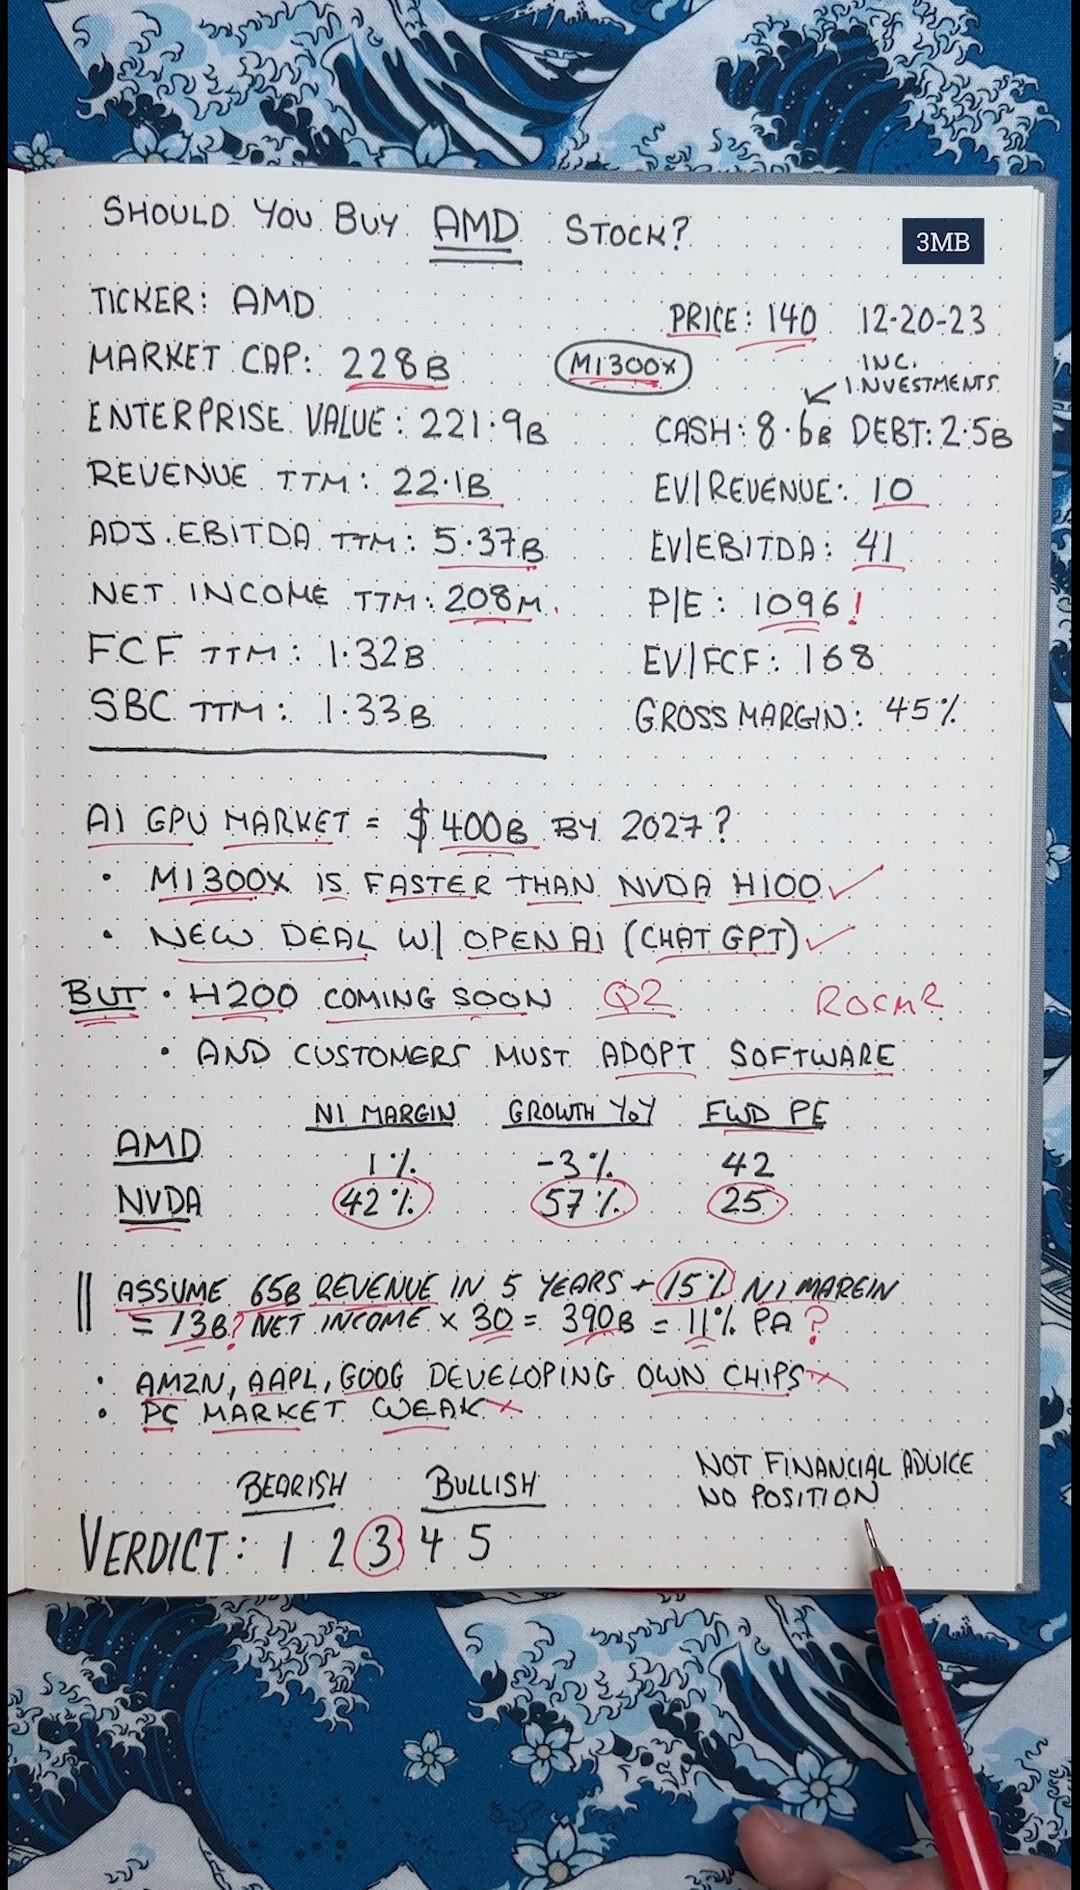 SHOULD YOU BUY AMD STOCK?
3MB
TICKER: AMD
PRICE: 140 12-20-23
MARKET CAP: 228B
MI300X
INC. INVESTMENTS
ENTERPRISE VALUE: 221.9B
CASH: 8.6B DEBT: 2.5B
REVENUE TTM: 22.1B
EV/REVENUE: 10
ADJ. EBITDA TTM: 5.37B
EV/EBITDA: 41
NET INCOME TTM: 208M.
P/E: 1096!
FCF TTM: 1.32B
EV/FCF: 168
SBC TTM: 1.33B
GROSS MARGIN: 45%
AI GPU MARKET = $400B BY 2027?
• MI300X IS FASTER THAN NVDA H100 ✓
• NEW DEAL W/ OPEN AI (CHAT GPT) ✓
BUT • H200 COMING SOON Q2 ROCM?
• AND CUSTOMERS MUST ADOPT SOFTWARE
NI MARGIN GROWTH YoY FWD PE
AMD 1% -3% 42
NVDA 42% 57% 25
ASSUME 65B REVENUE IN 5 YEARS + 15% NI MARGIN
= 13B? NET INCOME x 30 = 390B = 11% PA?
• AMZN, AAPL, GOOG DEVELOPING OWN CHIPS x
• PC MARKET WEAK x
NOT FINANCIAL ADVICE
NO POSITION
BEARISH BULLISH
VERDICT: 1 2 3 4 5